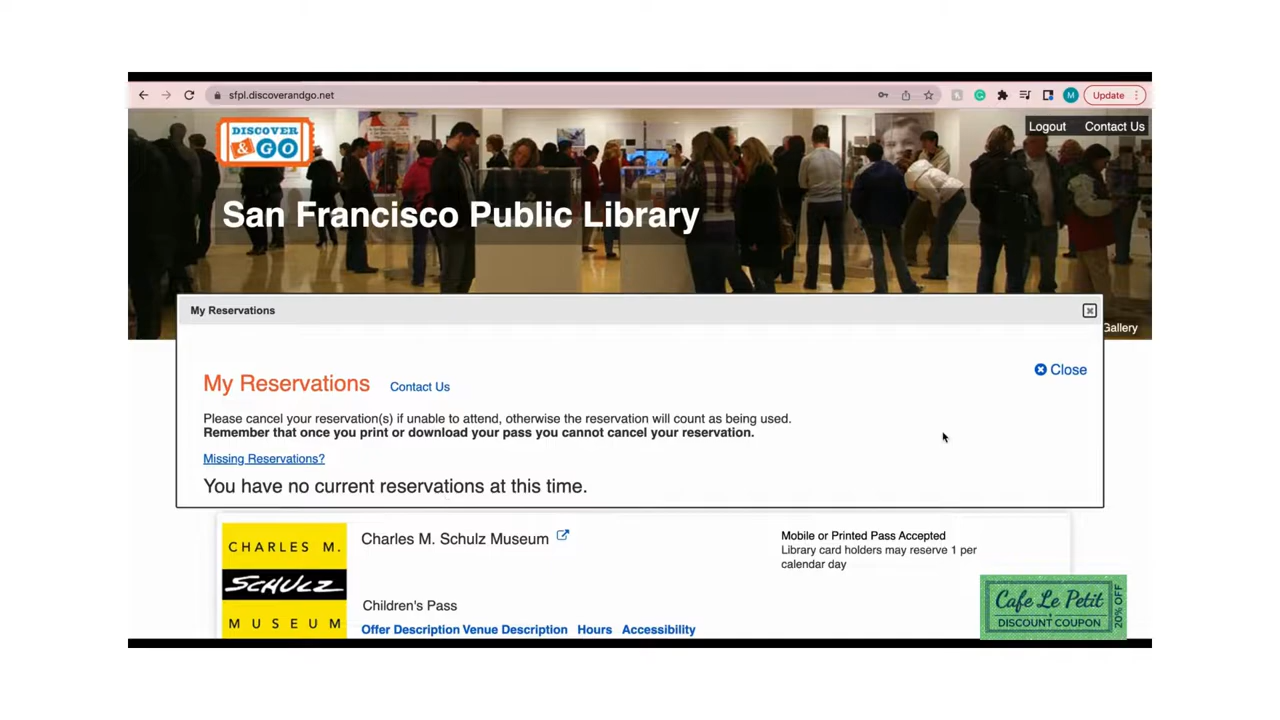 sfpl.discoverandgo.net
M
Update
DISCOVER
& GO
Logout Contact Us
San Francisco Public Library
Gallery
My Reservations
Close
My Reservations Contact Us
Please cancel your reservation(s) if unable to attend, otherwise the reservation will count as being used.
Remember that once you print or download your pass you cannot cancel your reservation.
Missing Reservations?
You have no current reservations at this time.
CHARLES M.
SCHULZ
MUSEUM
Charles M. Schulz Museum
Children's Pass
Offer Description Venue Description Hours Accessibility
Mobile or Printed Pass Accepted
Library card holders may reserve 1 per
calendar day
Cafe Le Petit
DISCOUNT COUPON
20% OFF